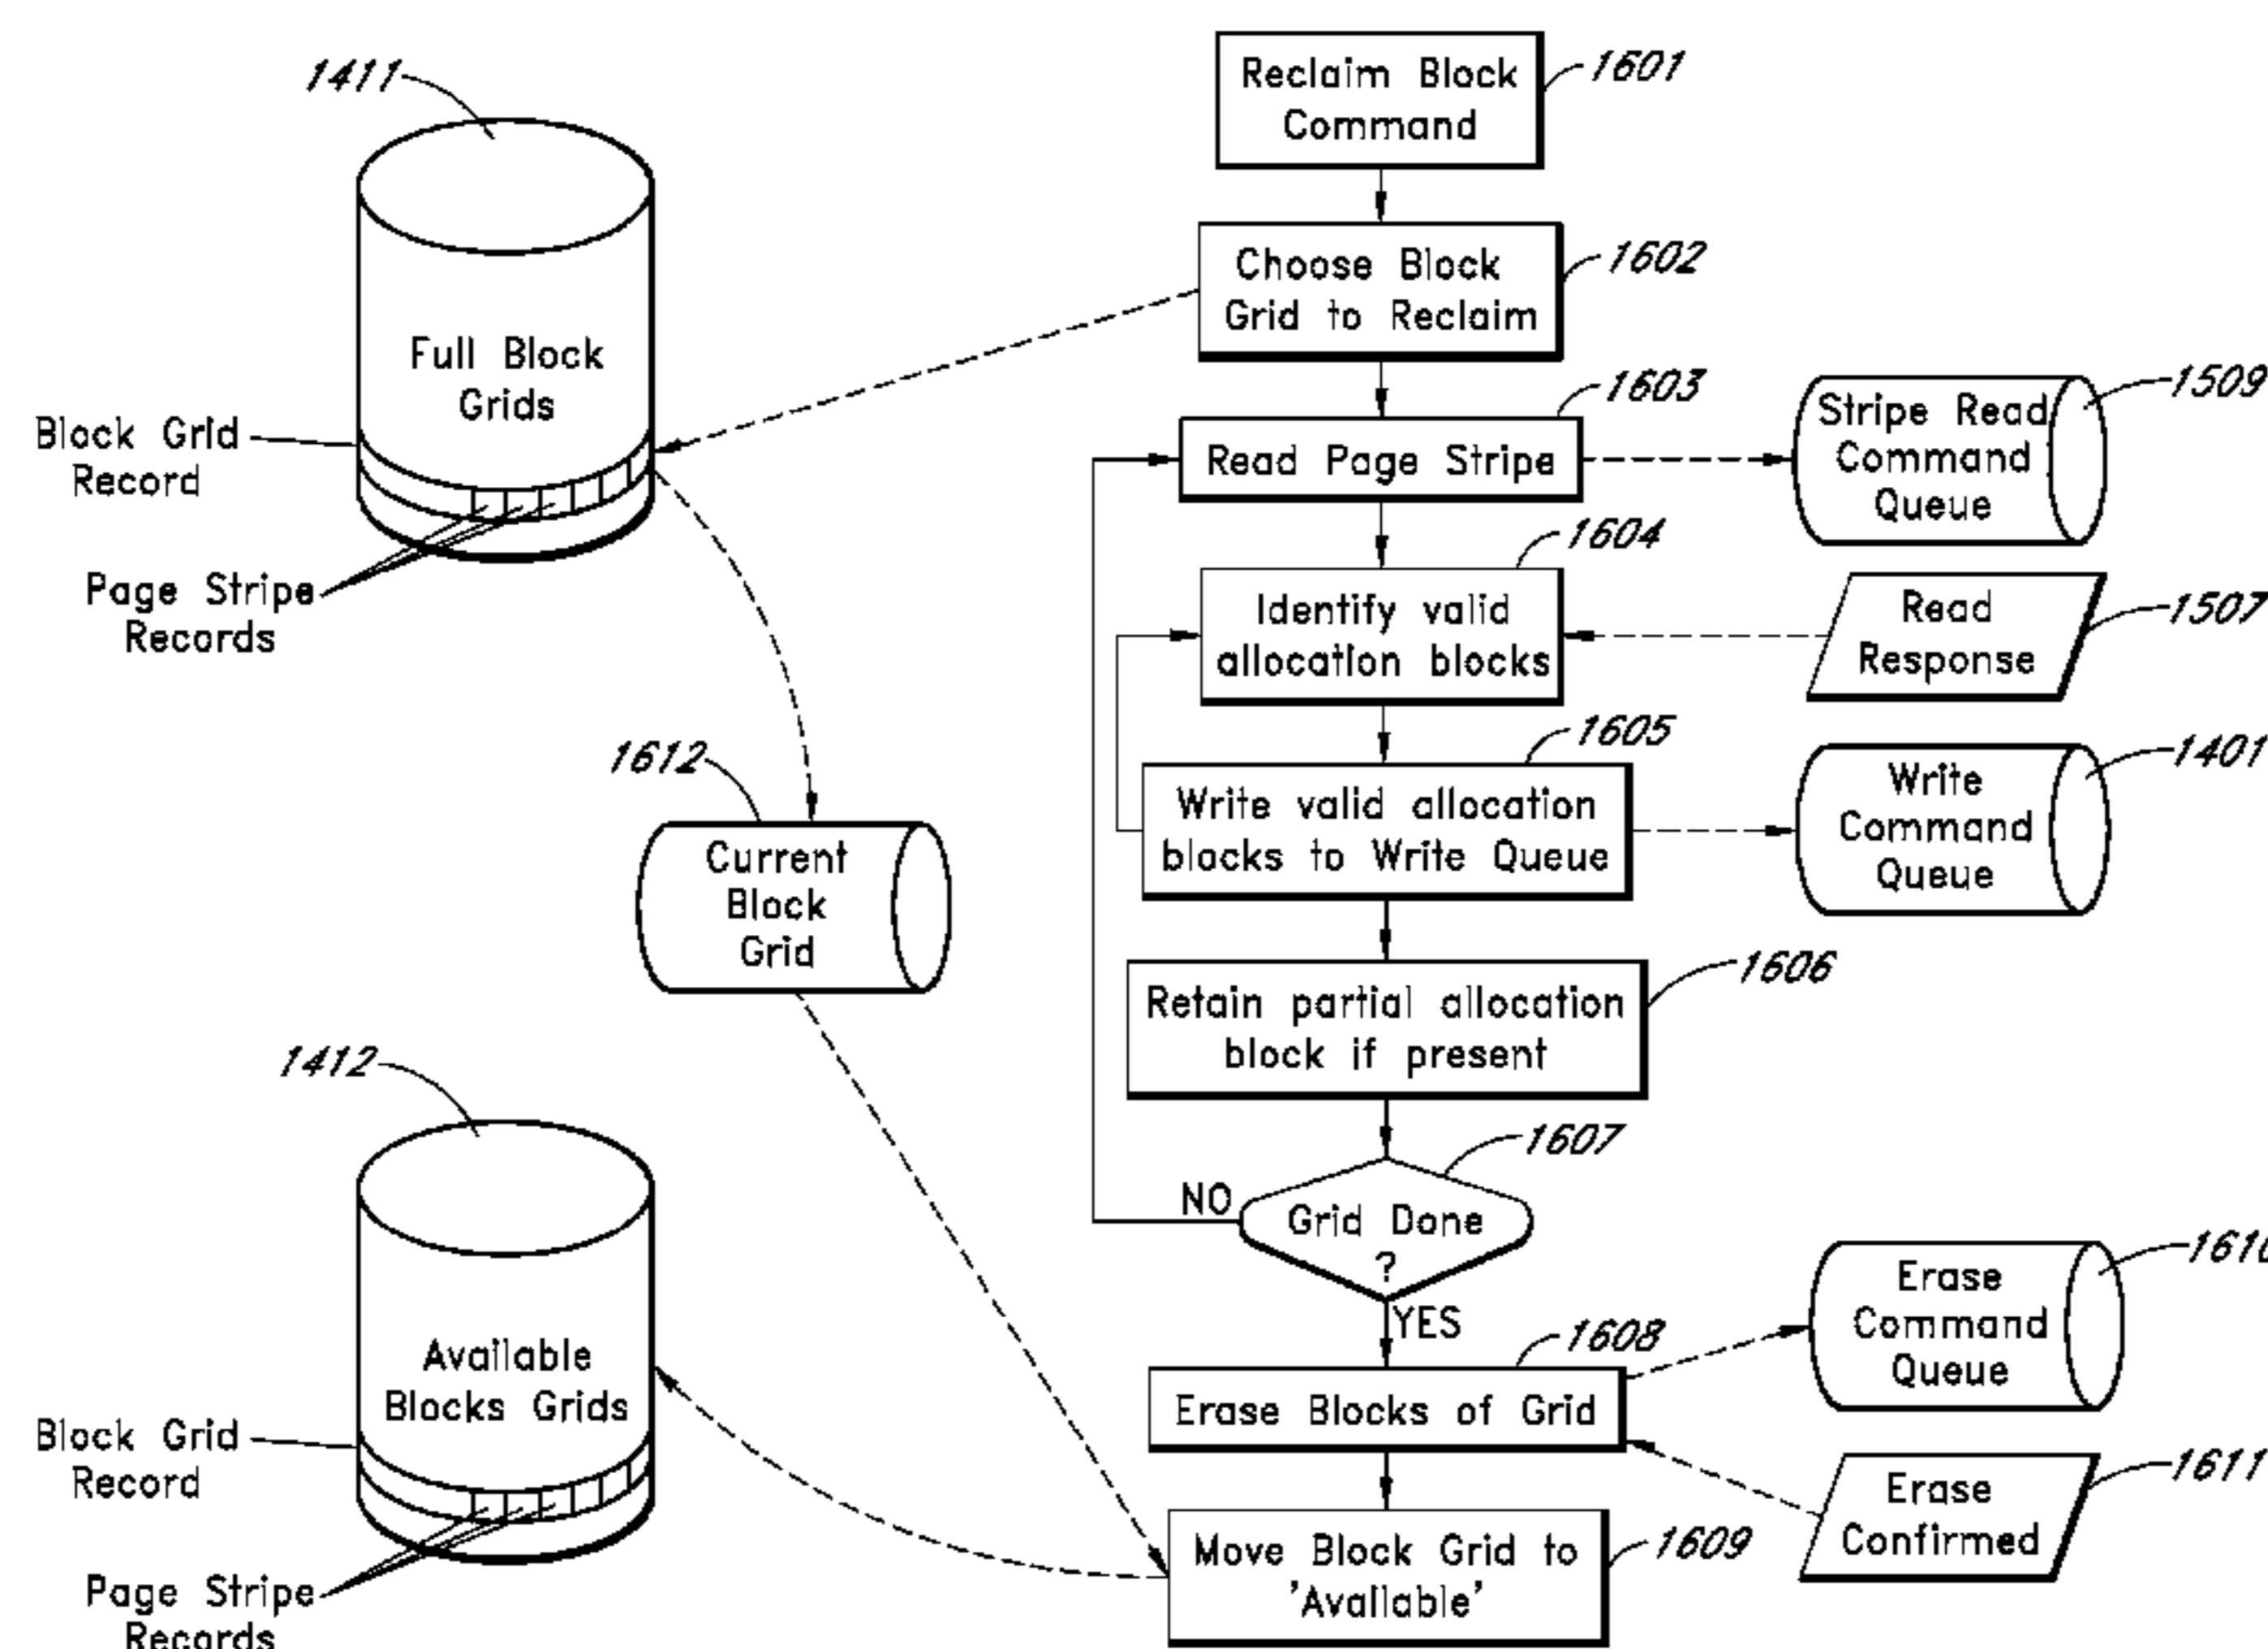 1411
Full Block
Grids
Block Grid
Record
Page Stripe
Records
1612
Current
Block
Grid
1412
Available
Blocks Grids
Block Grid
Record
Page Stripe
Records
Reclaim Block
Command
1601
Choose Block
Grid to Reclaim
1602
Read Page Stripe
1603
Stripe Read
Command
Queue
1509
Identify valid
allocation blocks
1604
Read
Response
1507
Write valid allocation
blocks to Write Queue
1605
Write
Command
Queue
1401
Retain partial allocation
block if present
1606
Grid Done
?
1607
NO
YES
Erase Blocks of Grid
1608
Erase
Command
Queue
1610
Erase
Confirmed
1611
Move Block Grid to
'Available'
1609